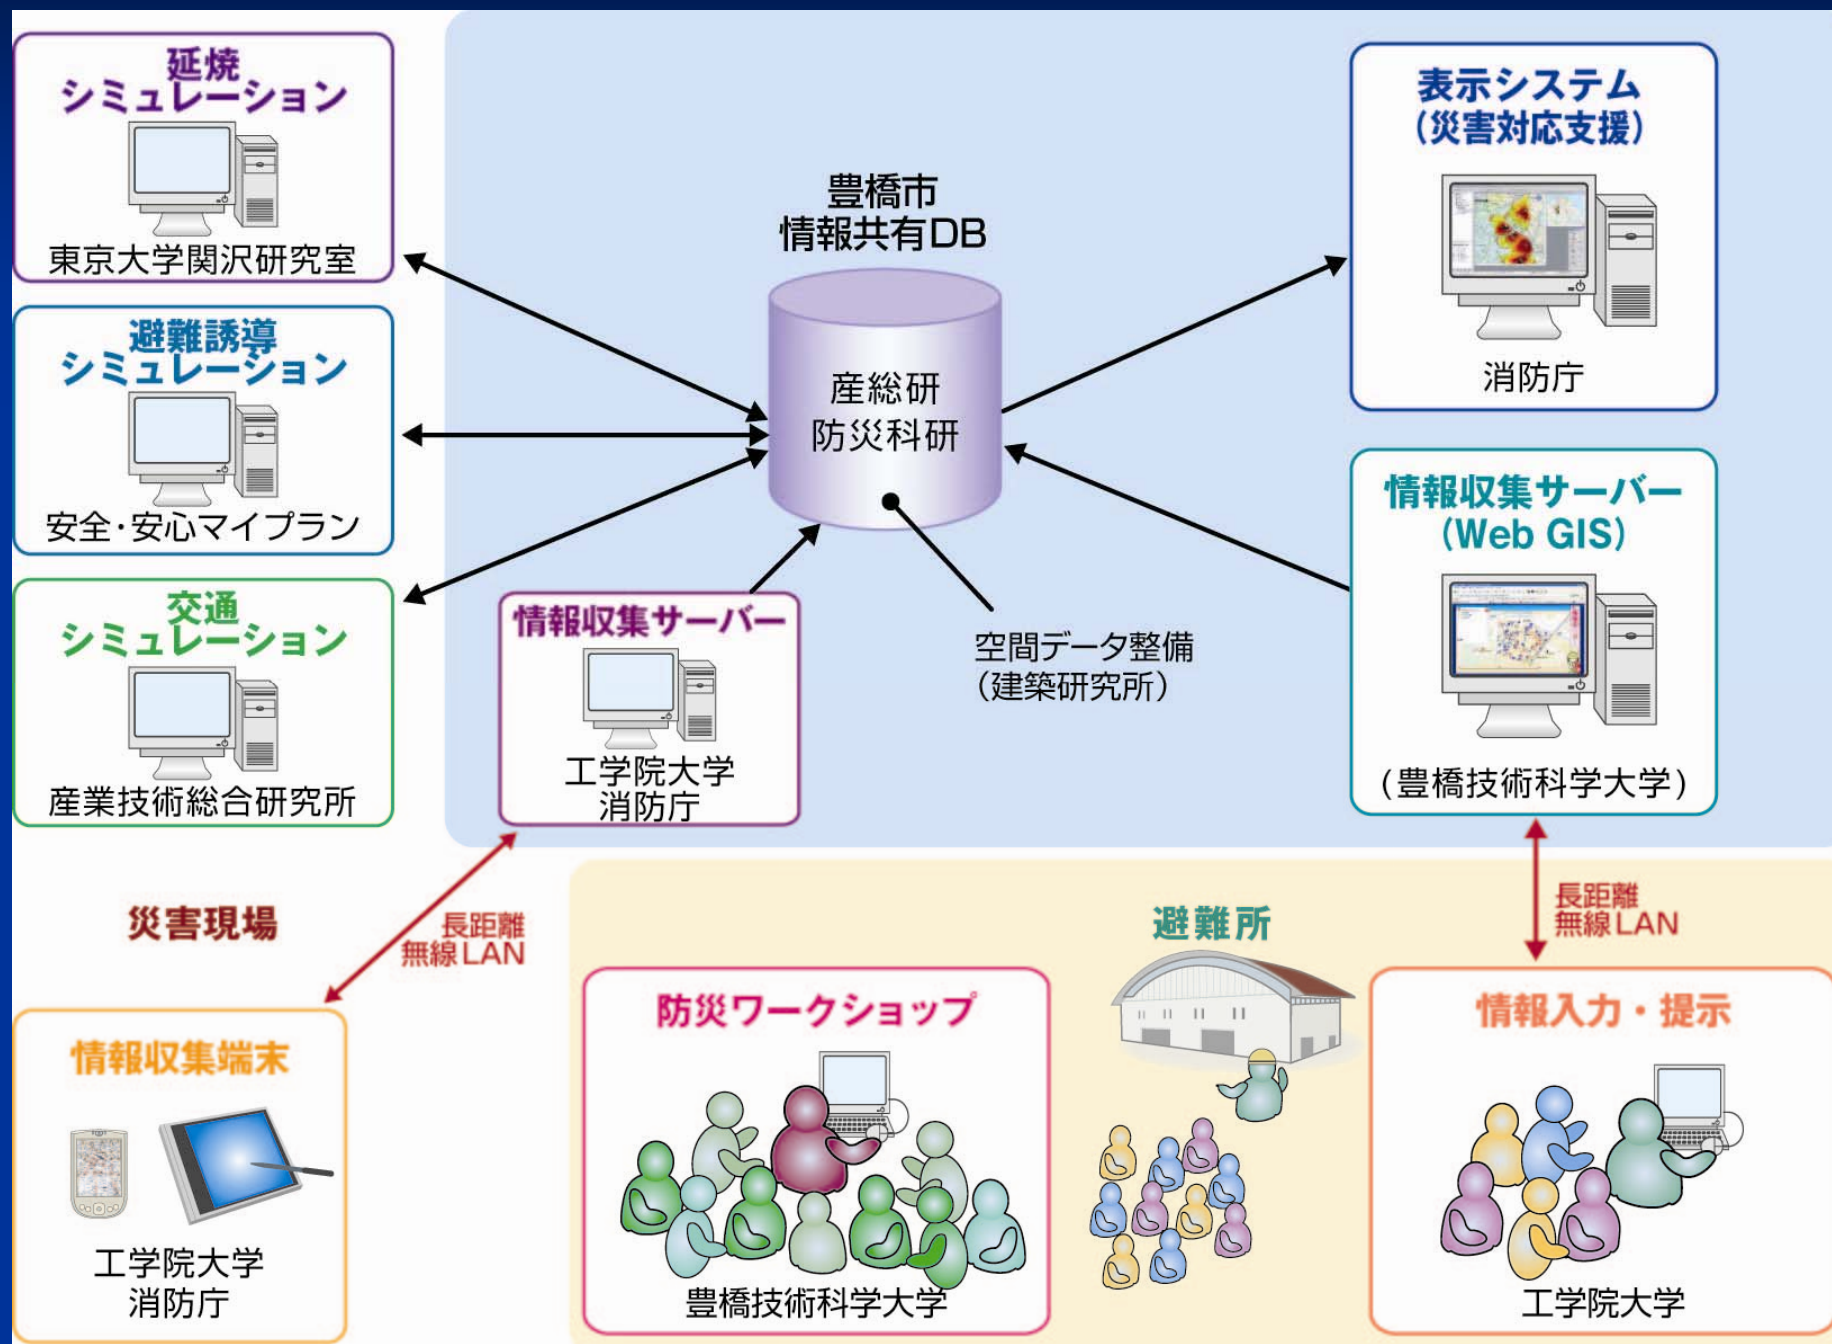 延焼
シミュレーション
東京大学関沢研究室
避難誘導
シミュレーション
安全・安心マイプラン
交通
シミュレーション
産業技術総合研究所
豊橋市
情報共有DB
産総研
防災科研
空間データ整備
（建築研究所）
情報収集サーバー
工学院大学
消防庁
表示システム
（災害対応支援）
消防庁
情報収集サーバー
（Web GIS）
（豊橋技術科学大学）
災害現場
長距離
無線LAN
情報収集端末
工学院大学
消防庁
防災ワークショップ
豊橋技術科学大学
避難所
長距離
無線LAN
情報入力・提示
工学院大学